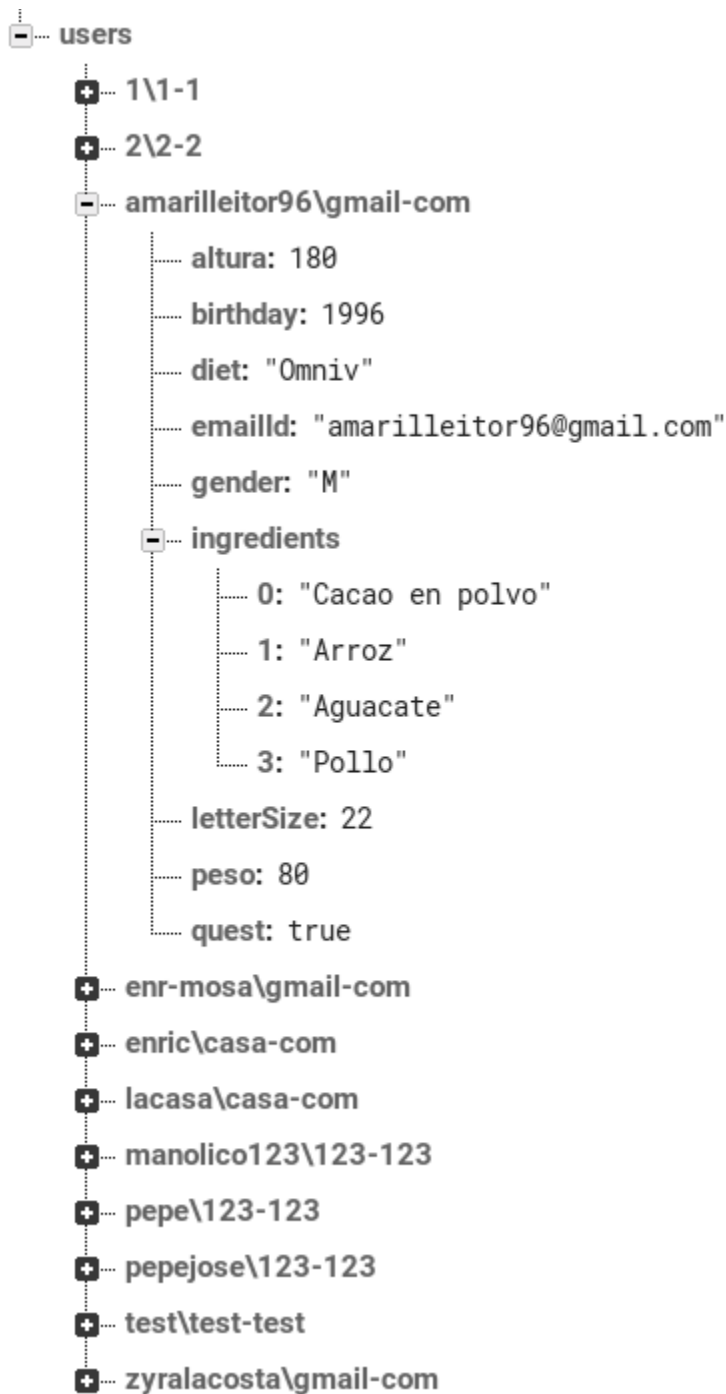 users
1\1-1
2\2-2
amarilleitor96\gmail-com
altura: 180
birthday: 1996
diet: "Omniv"
emailId: "amarilleitor96@gmail.com"
gender: "M"
ingredients
0: "Cacao en polvo"
1: "Arroz"
2: "Aguacate"
3: "Pollo"
letterSize: 22
peso: 80
quest: true
enr-mosa\gmail-com
enric\casa-com
lacasa\casa-com
manolico123\123-123
pepe\123-123
pepejose\123-123
test\test-test
zyralacosta\gmail-com